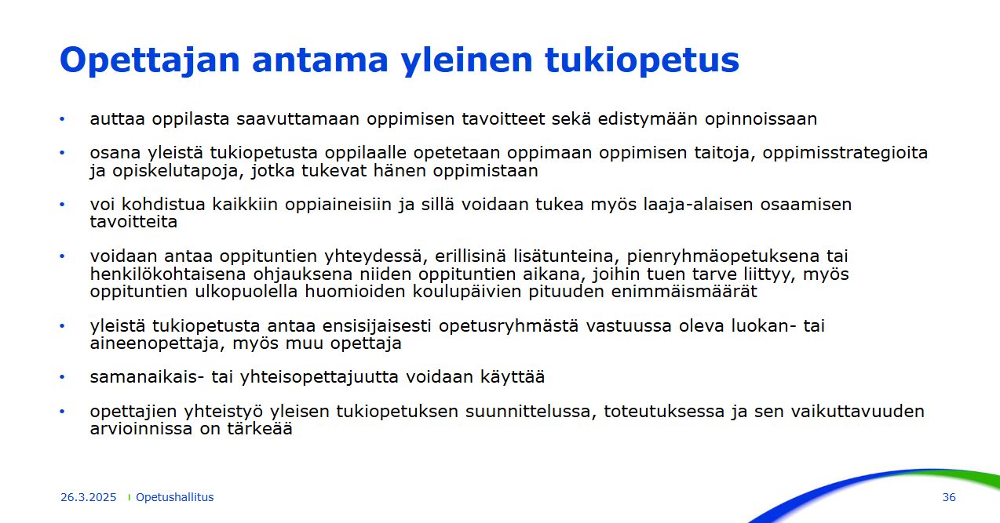 Opettajan antama yleinen tukiopetus
• auttaa oppilasta saavuttamaan oppimisen tavoitteet sekä edistymään opinnoissaan
• osana yleistä tukiopetusta oppilaalle opetetaan oppimaan oppimisen taitoja, oppimisstrategioita
ja opiskelutapoja, jotka tukevat hänen oppimistaan
• voi kohdistua kaikkiin oppiaineisiin ja sillä voidaan tukea myös laaja-alaisen osaamisen
tavoitteita
• voidaan antaa oppituntien yhteydessä, erillisinä lisätunteina, pienryhmäopetuksena tai
henkilökohtaisena ohjauksena niiden oppituntien aikana, joihin tuen tarve liittyy, myös
oppituntien ulkopuolella huomioiden koulupäivien pituuden enimmäismäärät
• yleistä tukiopetusta antaa ensisijaisesti opetusryhmästä vastuussa oleva luokan- tai
aineenopettaja, myös muu opettaja
• samanaikais- tai yhteisopettajuutta voidaan käyttää
• opettajien yhteistyö yleisen tukiopetuksen suunnittelussa, toteutuksessa ja sen vaikuttavuuden
arvioinnissa on tärkeää
26.3.2025 | Opetushallitus 36